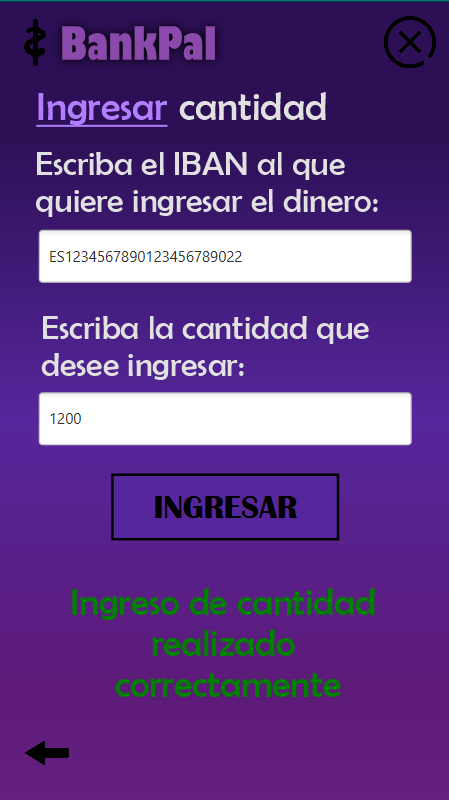 BankPal
Ingresar cantidad
Escriba el IBAN al que
quiere ingresar el dinero:
ES1234567890123456789022
Escriba la cantidad que
desee ingresar:
1200
INGRESAR
Ingreso de cantidad
realizado
correctamente